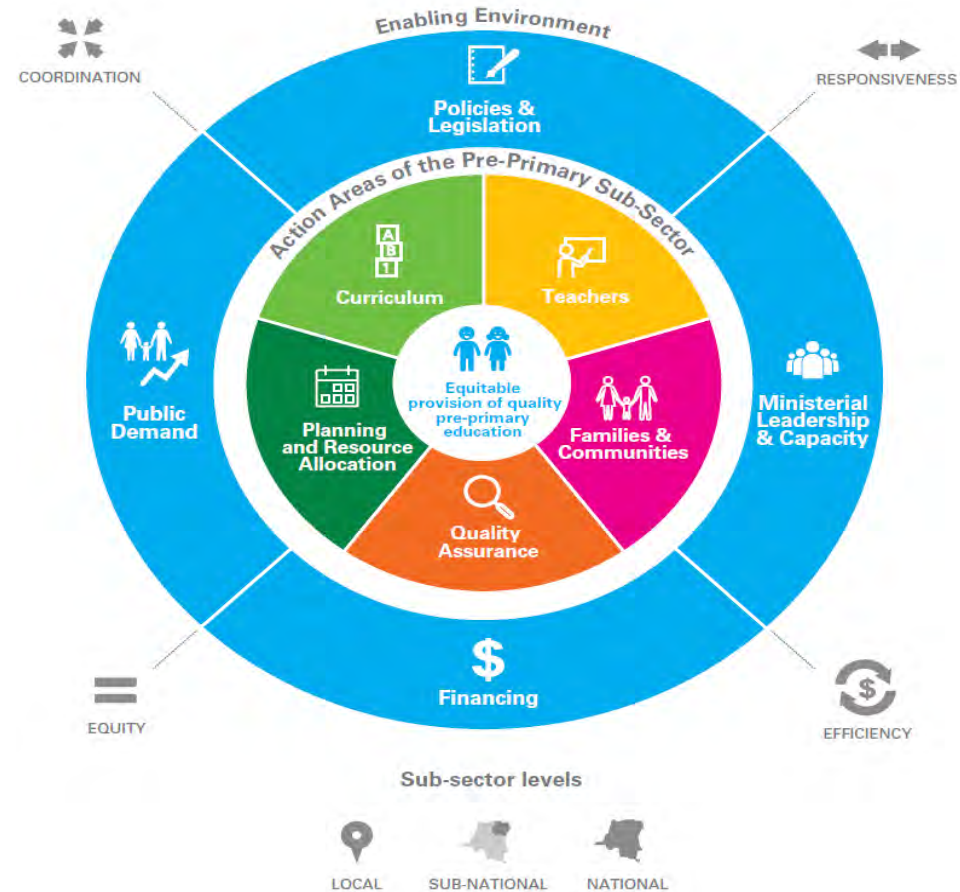 Enabling Environment
COORDINATION
RESPONSIVENESS
Policies &
Legislation
Action Areas of the Pre-Primary Sub-Sector
A
B
1
Curriculum
Teachers
Equitable
provision of quality
pre-primary
education
Public
Demand
Ministerial
Leadership
& Capacity
Planning
and Resource
Allocation
Families &
Communities
Quality
Assurance
$
Financing
EQUITY
$
EFFICIENCY
Sub-sector levels
LOCAL
SUB-NATIONAL
NATIONAL